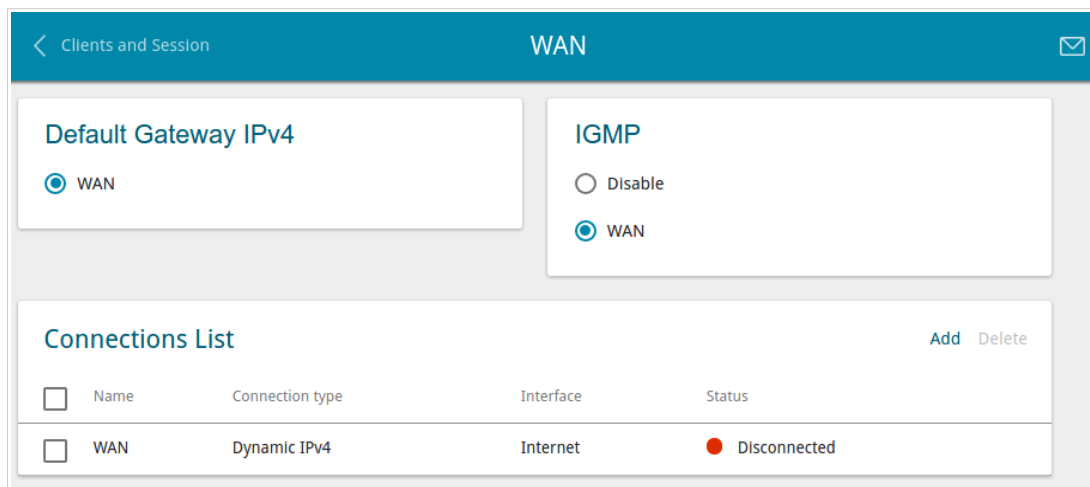 Clients and Session
WAN
Default Gateway IPv4
WAN
IGMP
Disable
WAN
Connections List
Add Delete
Name Connection type Interface Status
WAN Dynamic IPv4 Internet Disconnected